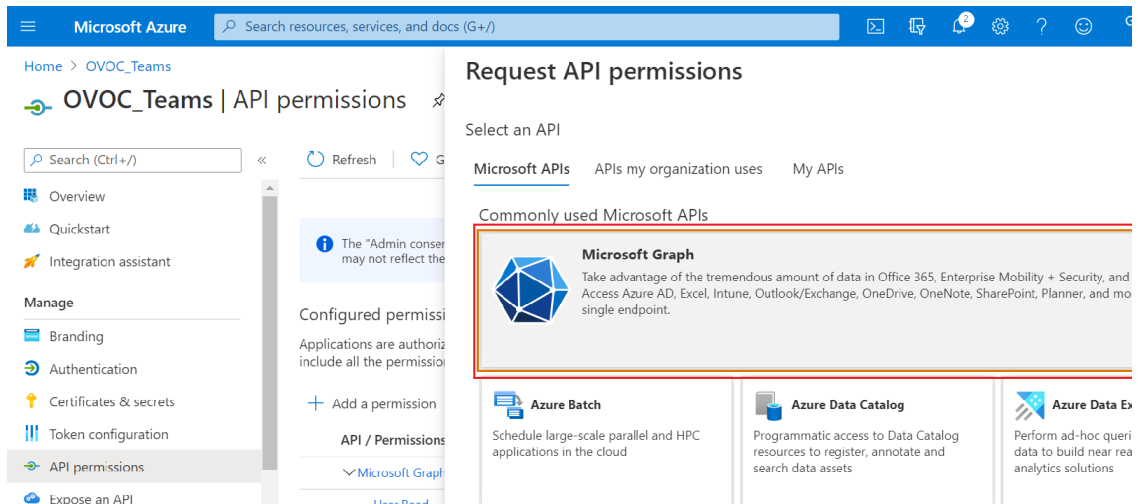 Microsoft Azure
Search resources, services, and docs (G+/)
2
Home > OVOC_Teams
OVOC_Teams | API permissions
Search (Ctrl+/)
«
Overview
Quickstart
Integration assistant
Manage
Branding
Authentication
Certificates & secrets
Token configuration
API permissions
Expose an API
Refresh
G
The "Admin conser
may not reflect the
Configured permissi
Applications are authoriz
include all the permission
+ Add a permission
API / Permissions
Microsoft Graph
User.Read
Request API permissions
Select an API
Microsoft APIs
APIs my organization uses
My APIs
Commonly used Microsoft APIs
Microsoft Graph
Take advantage of the tremendous amount of data in Office 365, Enterprise Mobility + Security, and
Access Azure AD, Excel, Intune, Outlook/Exchange, OneDrive, OneNote, SharePoint, Planner, and mo
single endpoint.
Azure Batch
Schedule large-scale parallel and HPC
applications in the cloud
Azure Data Catalog
Programmatic access to Data Catalog
resources to register, annotate and
search data assets
Azure Data Ex
Perform ad-hoc queri
data to build near rea
analytics solutions